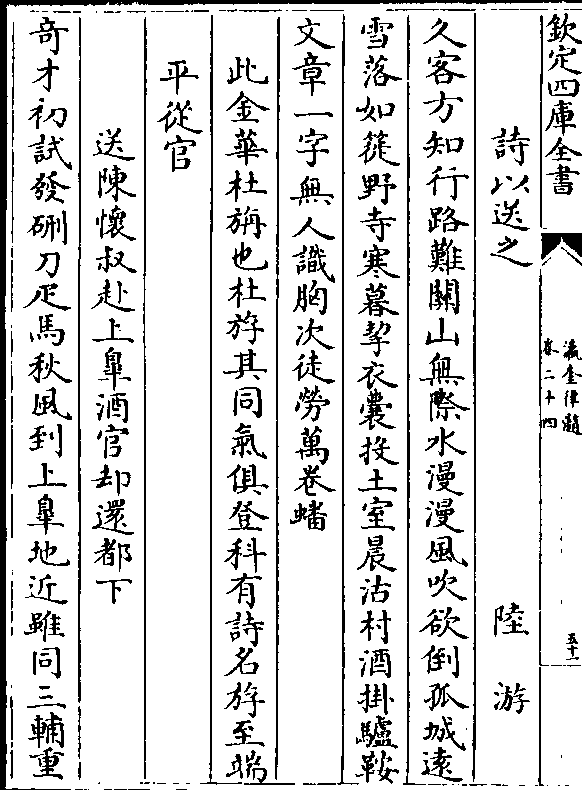 欽定四庫全書
瀛奎律髓
卷二十四
五十一
詩以送之　陸游
久客方知行路難關山無際水漫漫風吹欲倒孤城遠
雪落如簁野寺寒暮挈衣囊投土室晨沽村酒掛驢鞍
文章一字無人識胸次徒勞萬卷蟠
此金華杜旃也杜斿其同氣俱登科有詩名斿至端
平從官
送陳懷叔赴上臯酒官却還都下
奇才初試發硎刀疋馬秋風到上臯地近雖同三輔重